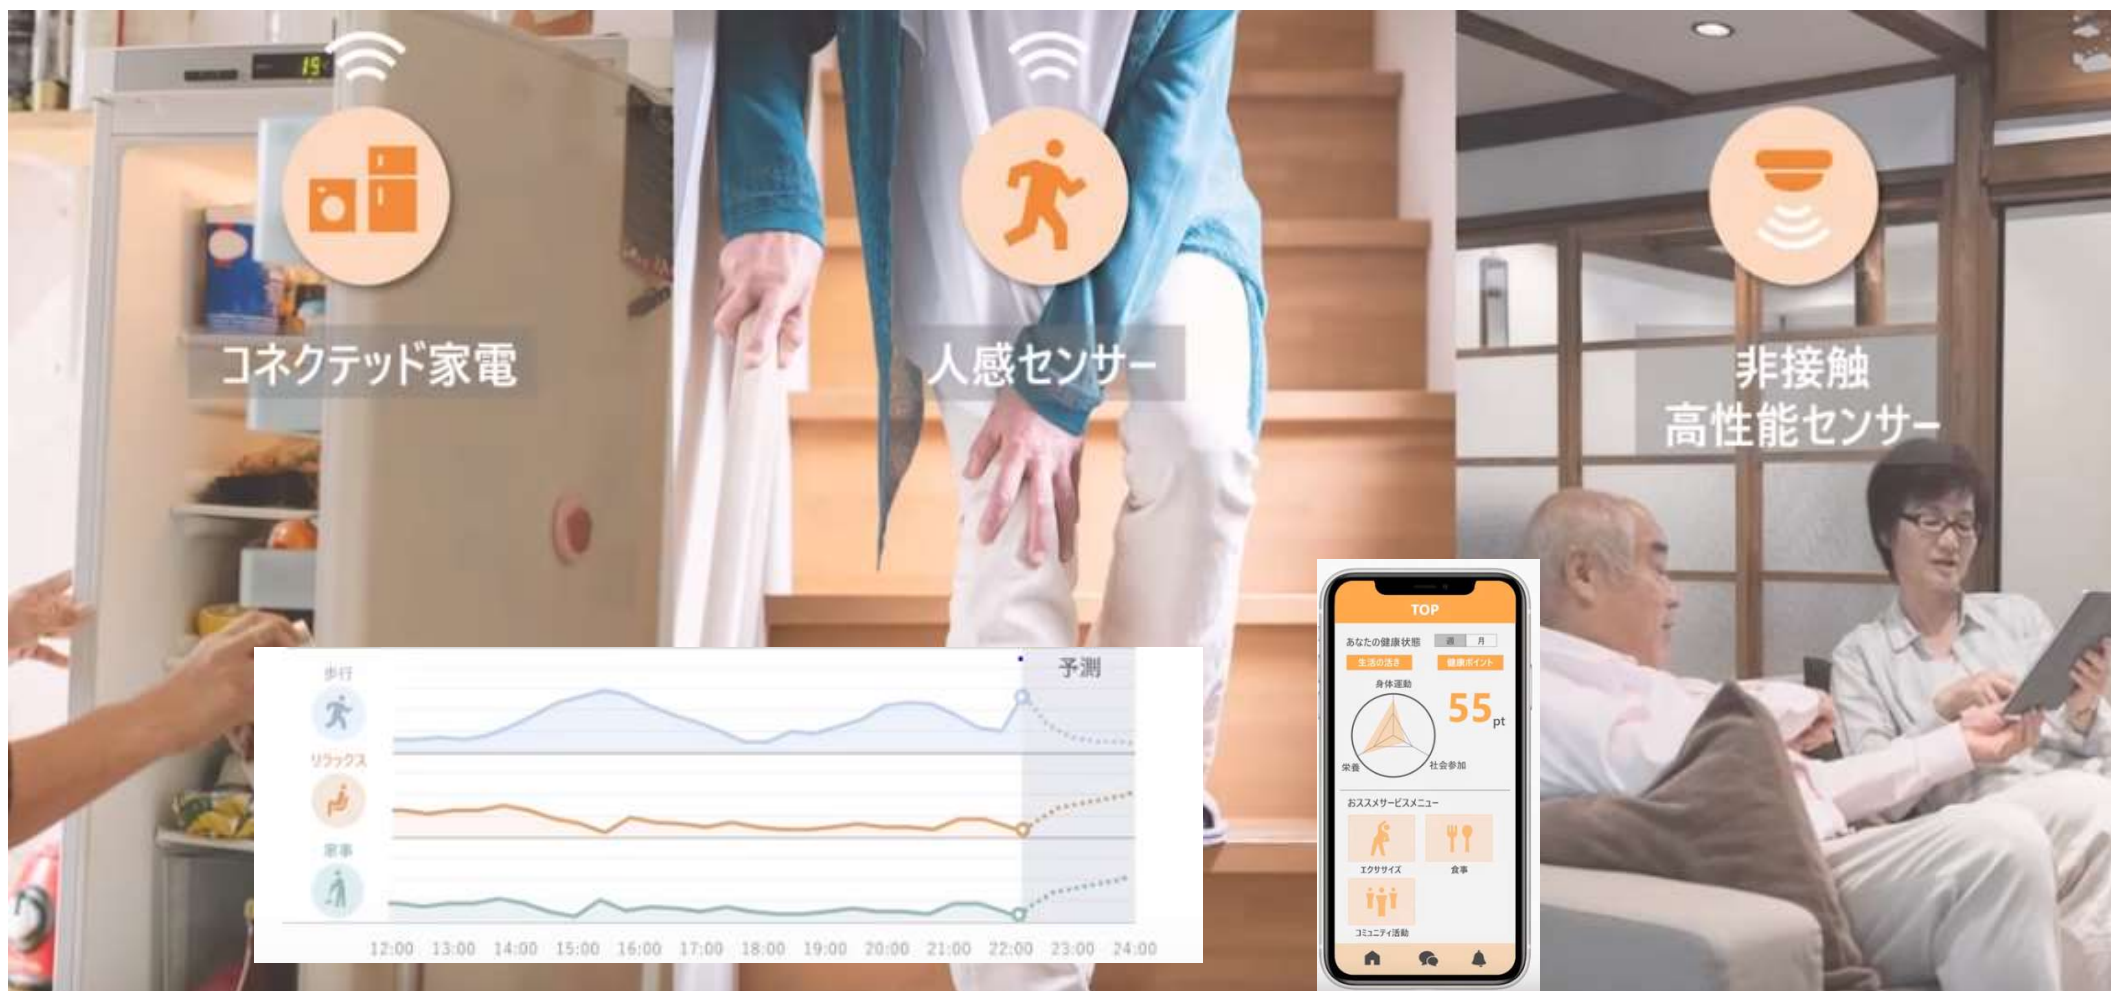 19
コネクテッド家電
人感センサー
非接触
高性能センサー
歩行
予測
リラックス
家事
12:00 13:00 14:00 15:00 16:00 17:00 18:00 19:00 20:00 21:00 22:00 23:00 24:00
TOP
あなたの健康状態 週 月
生活の活き 健康ポイント
身体運動
55pt
栄養 社会参加
おススメサービスメニュー
エクササイズ 食事
コミュニティ活動